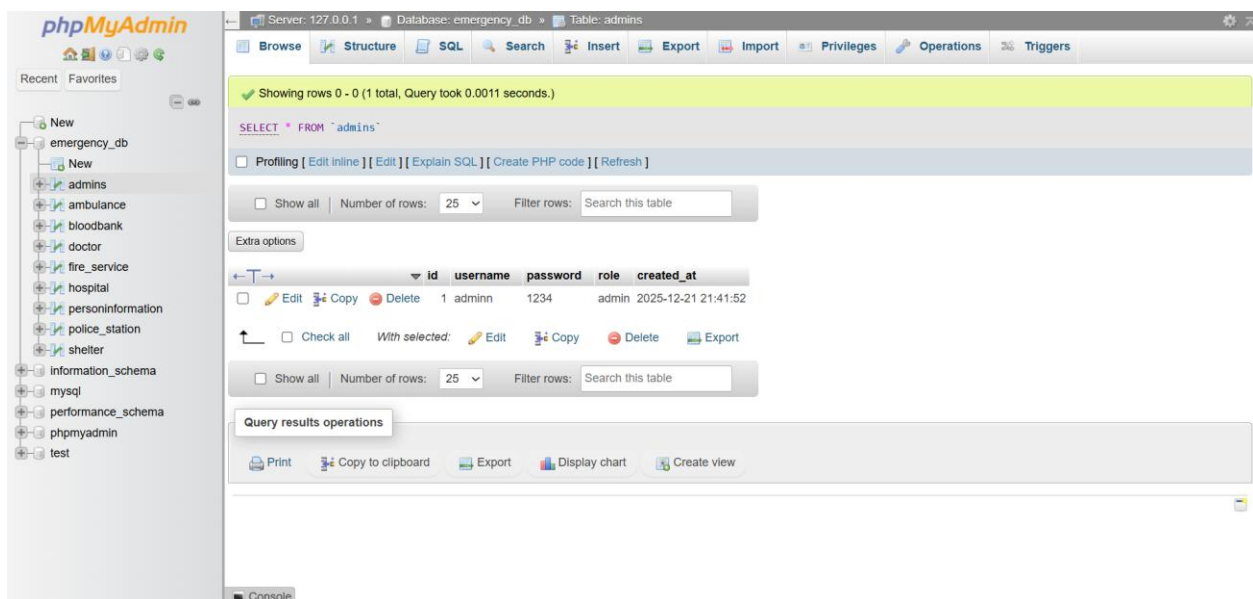 phpMyAdmin
Recent Favorites
New
emergency_db
New
admins
ambulance
bloodbank
doctor
fire_service
hospital
personinformation
police_station
shelter
information_schema
mysql
performance_schema
phpmyadmin
test
Server: 127.0.0.1 » Database: emergency_db » Table: admins
Browse Structure SQL Search Insert Export Import Privileges Operations Triggers
Showing rows 0 - 0 (1 total, Query took 0.0011 seconds.)
SELECT * FROM `admins`
Profiling [ Edit inline ] [ Edit ] [ Explain SQL ] [ Create PHP code ] [ Refresh ]
Show all | Number of rows: 25 Filter rows: Search this table
Extra options
←T→ id username password role created_at
Edit Copy Delete 1 adminn 1234 admin 2025-12-21 21:41:52
Check all With selected: Edit Copy Delete Export
Show all | Number of rows: 25 Filter rows: Search this table
Query results operations
Print Copy to clipboard Export Display chart Create view
Console